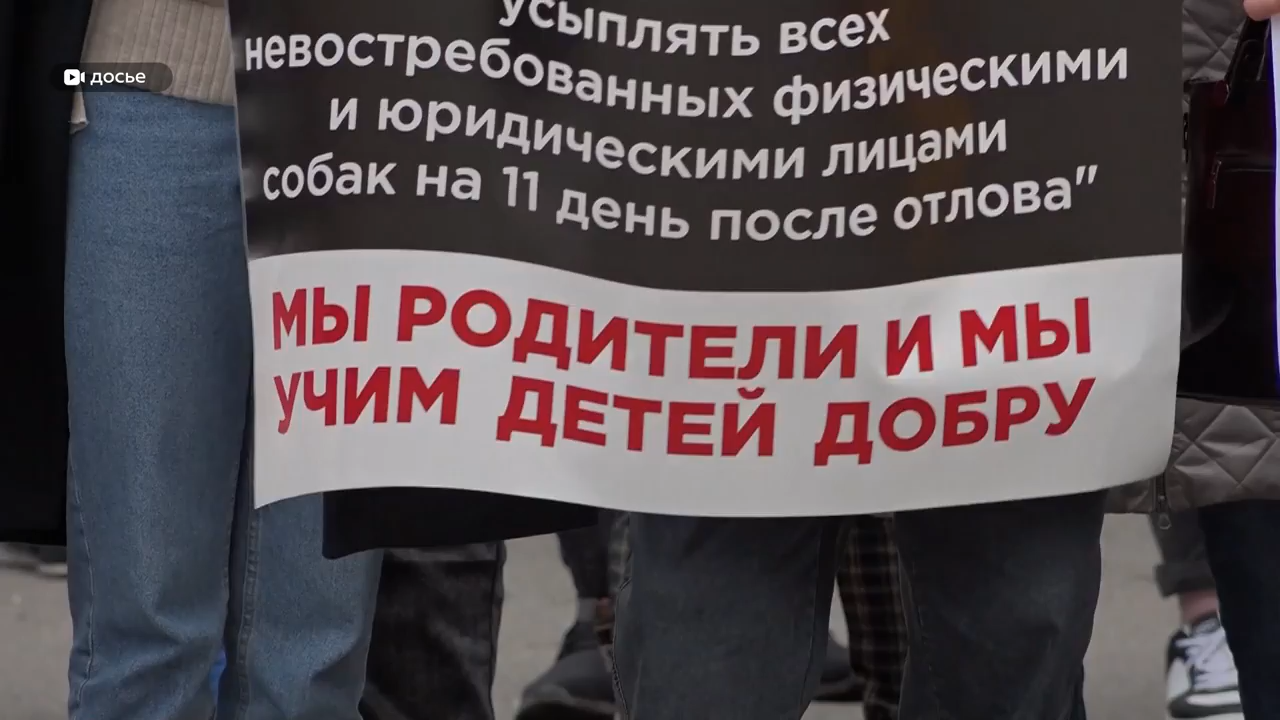 досье
усыплять всех
невостребованных физическими
и юридическими лицами
собак на 11 день после отлова"
МЫ РОДИТЕЛИ И МЫ
УЧИМ ДЕТЕЙ ДОБРУ